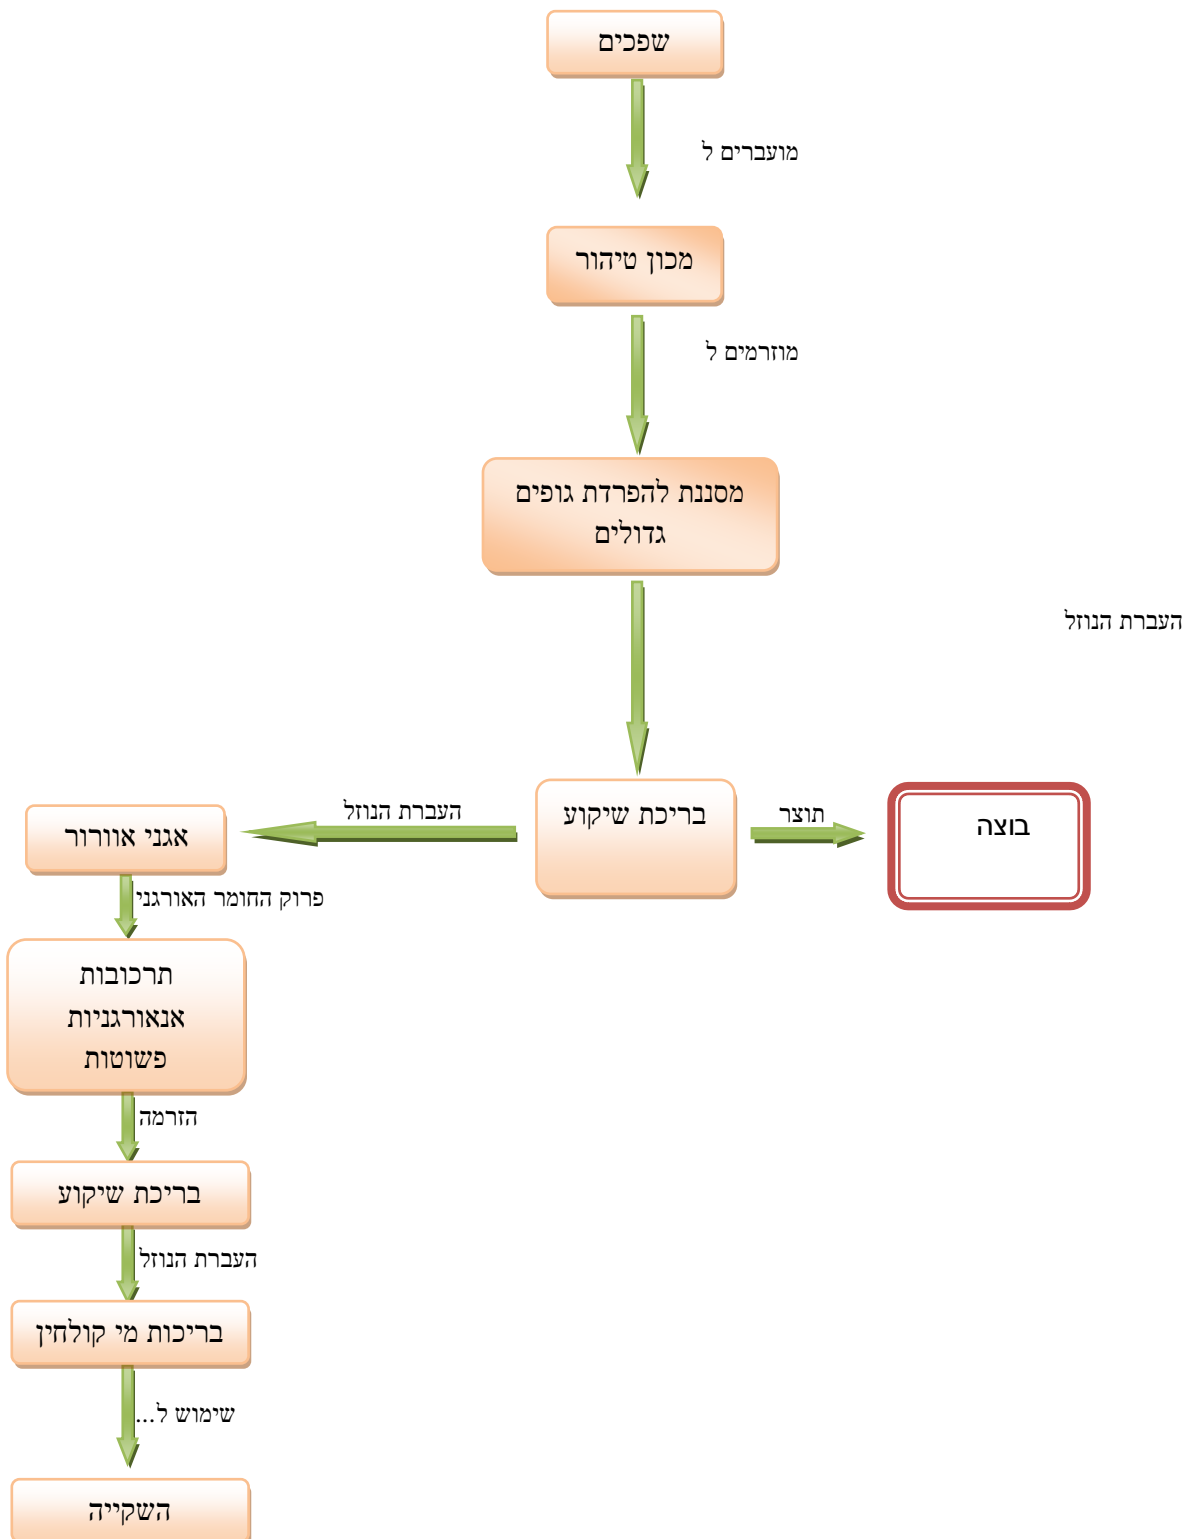 שפכים
מועברים ל
מכון טיהור
מוזרמים ל
מסננת להפרדת גופים
גדולים
העברת הנוזל
בריכת שיקוע
תוצר
בוצה
העברת הנוזל
אגני אוורור
פרוק החומר האורגני
תרכובות
אנאורגניות
פשוטות
הזרמה
בריכת שיקוע
העברת הנוזל
בריכות מי קולחין
שימוש ל...
השקייה